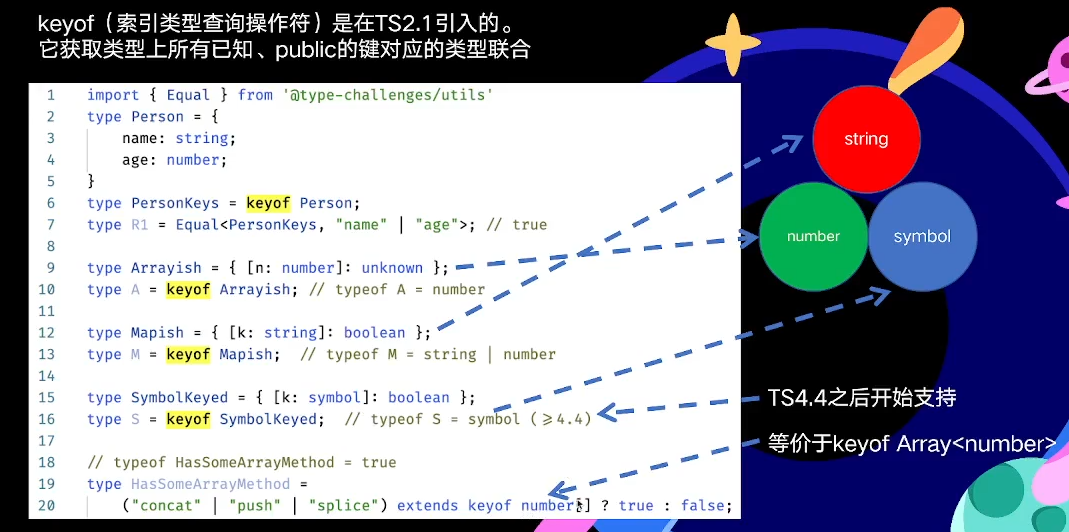 keyof（索引类型查询操作符）是在TS2.1引入的。
它获取类型上所有已知、public的键对应的类型联合
1 import { Equal } from '@type-challenges/utils'
2 type Person = {
3     name: string;
4     age: number;
5 }
6 type PersonKeys = keyof Person;
7 type R1 = Equal<PersonKeys, "name" | "age">; // true
8
9 type Arrayish = { [n: number]: unknown };
10 type A = keyof Arrayish; // typeof A = number
11
12 type Mapish = { [k: string]: boolean };
13 type M = keyof Mapish;  // typeof M = string | number
14
15 type SymbolKeyed = { [k: symbol]: boolean };
16 type S = keyof SymbolKeyed;  // typeof S = symbol (⩾4.4)
17
18 // typeof HasSomeArrayMethod = true
19 type HasSomeArrayMethod =
20     ("concat" | "push" | "splice") extends keyof number[] ? true : false;
string
number
symbol
TS4.4之后开始支持
等价于keyof Array<number>